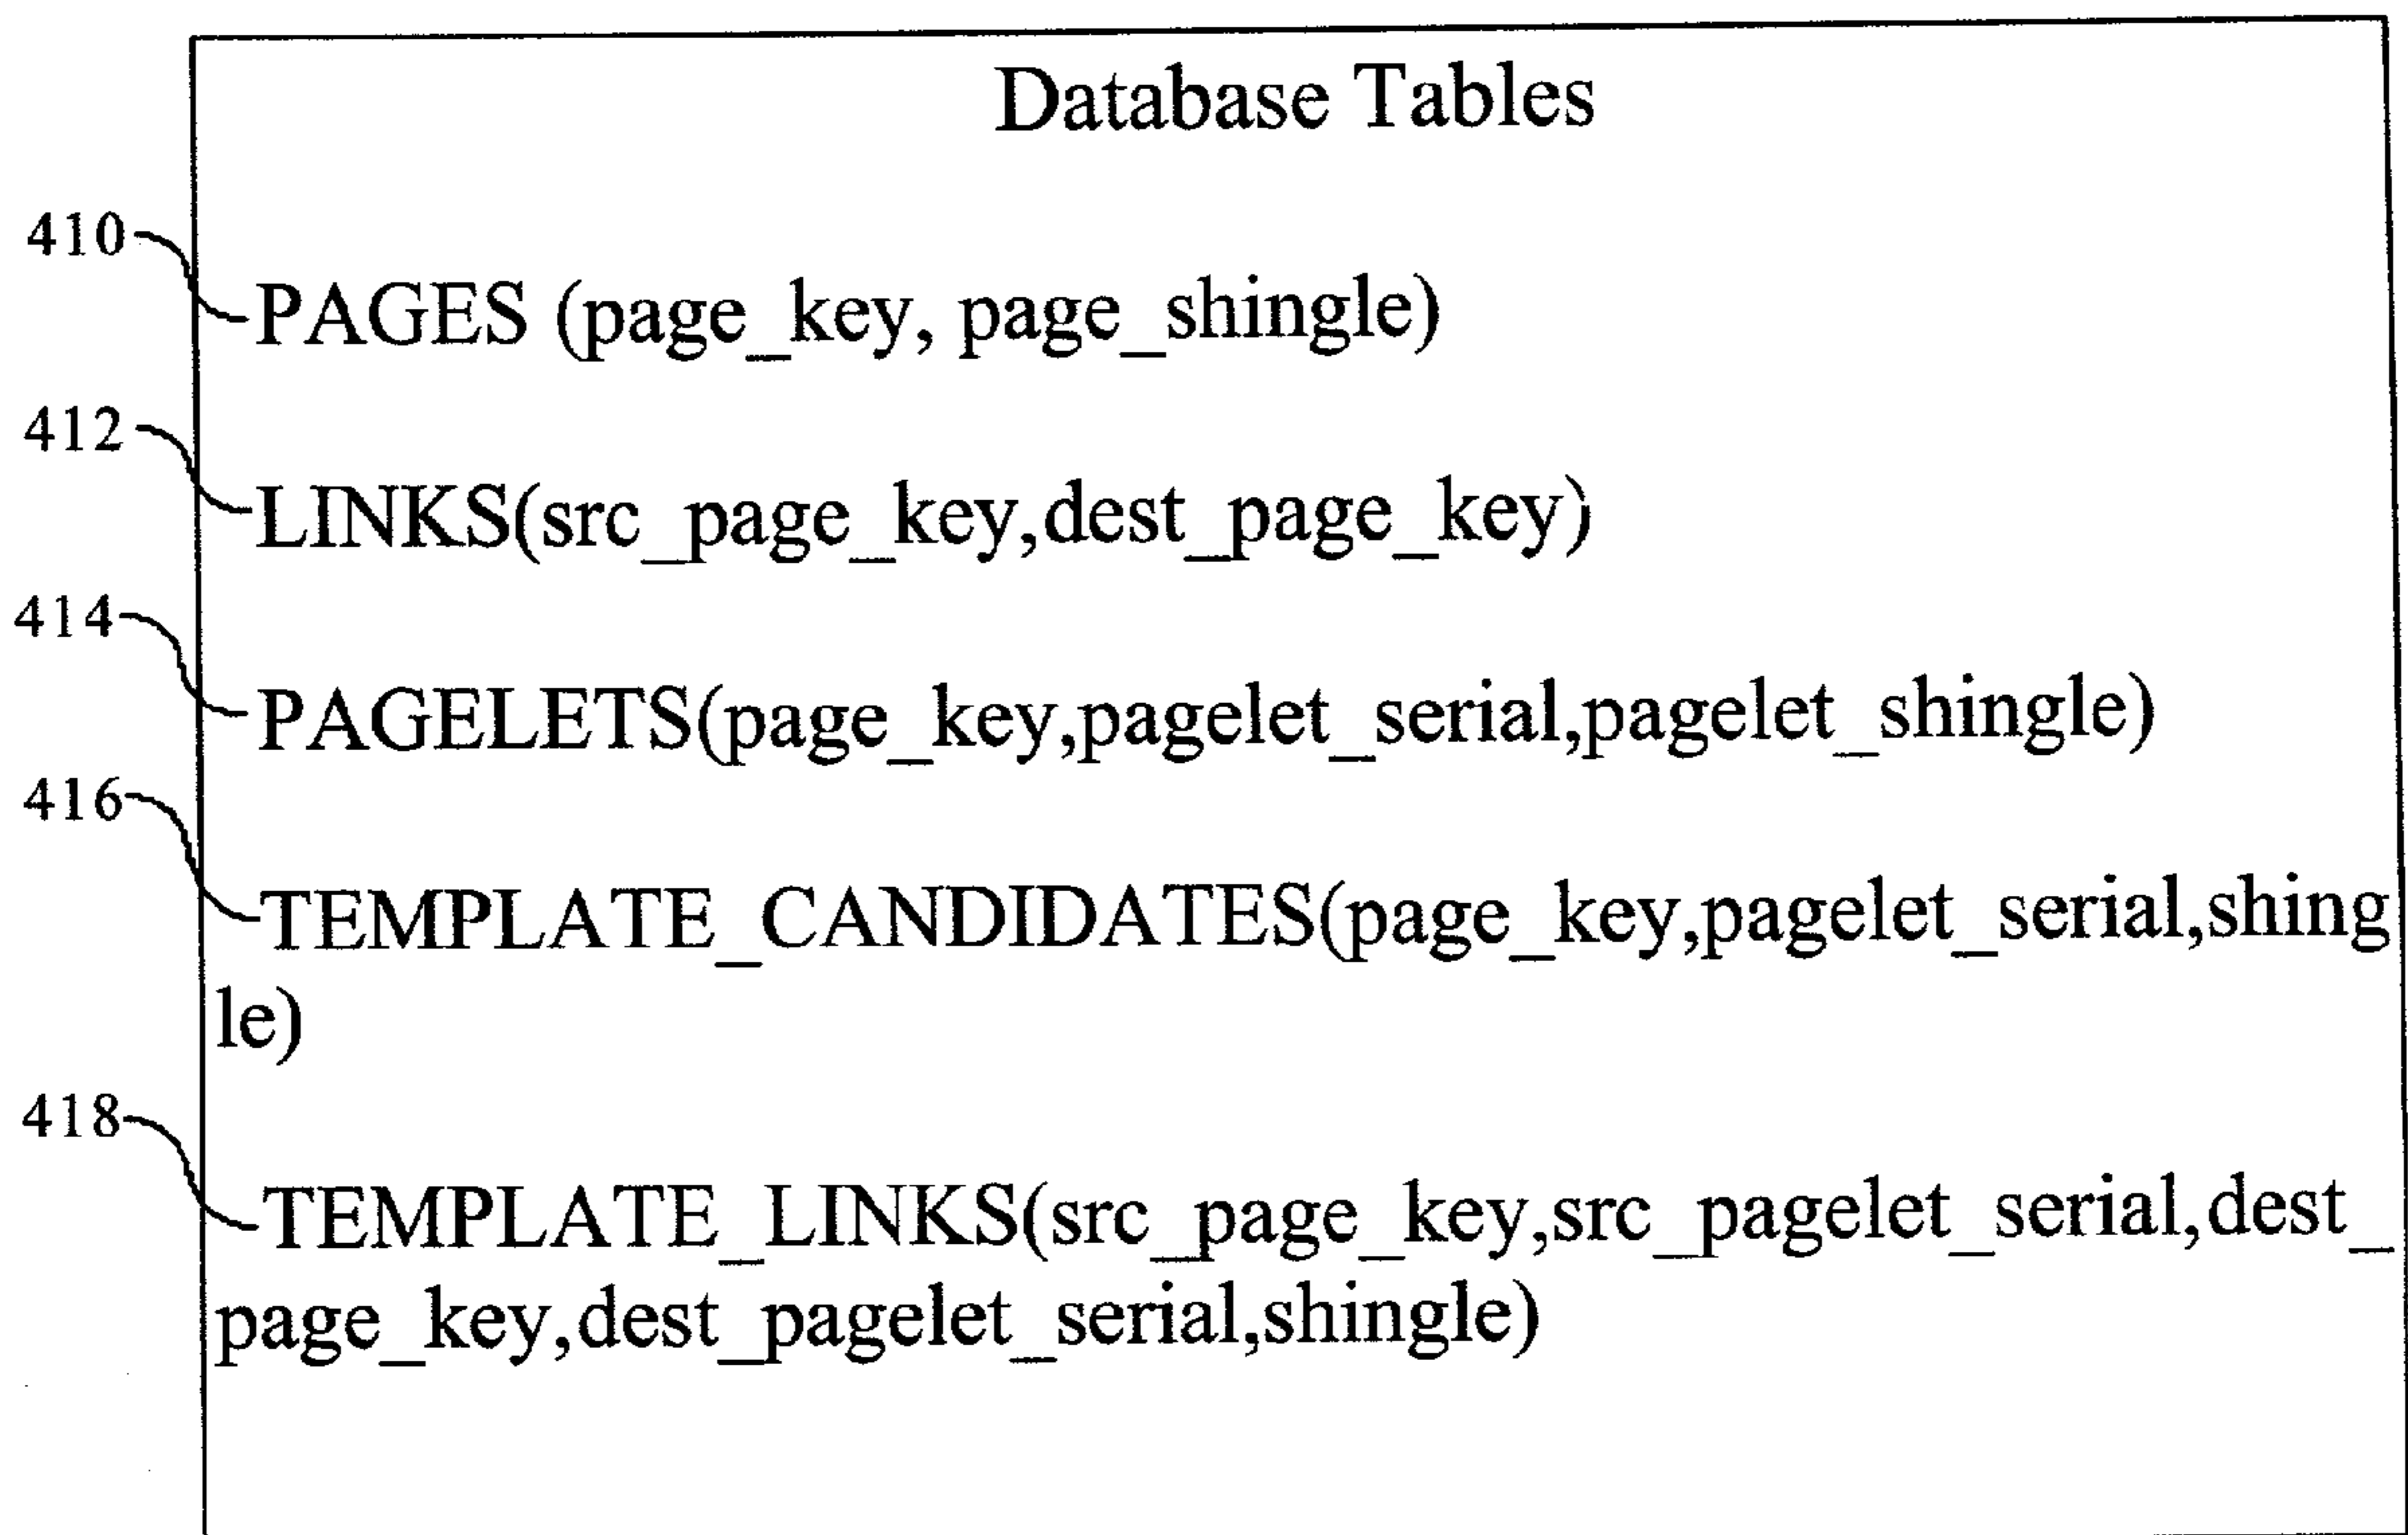 Database Tables
410
PAGES (page_key, page_shingle)
412
LINKS(src_page_key,dest_page_key)
414
PAGELETS(page_key,pagelet_serial,pagelet_shingle)
416
TEMPLATE_CANDIDATES(page_key,pagelet_serial,shing
le)
418
TEMPLATE_LINKS(src_page_key,src_pagelet_serial,dest_
page_key,dest_pagelet_serial,shingle)